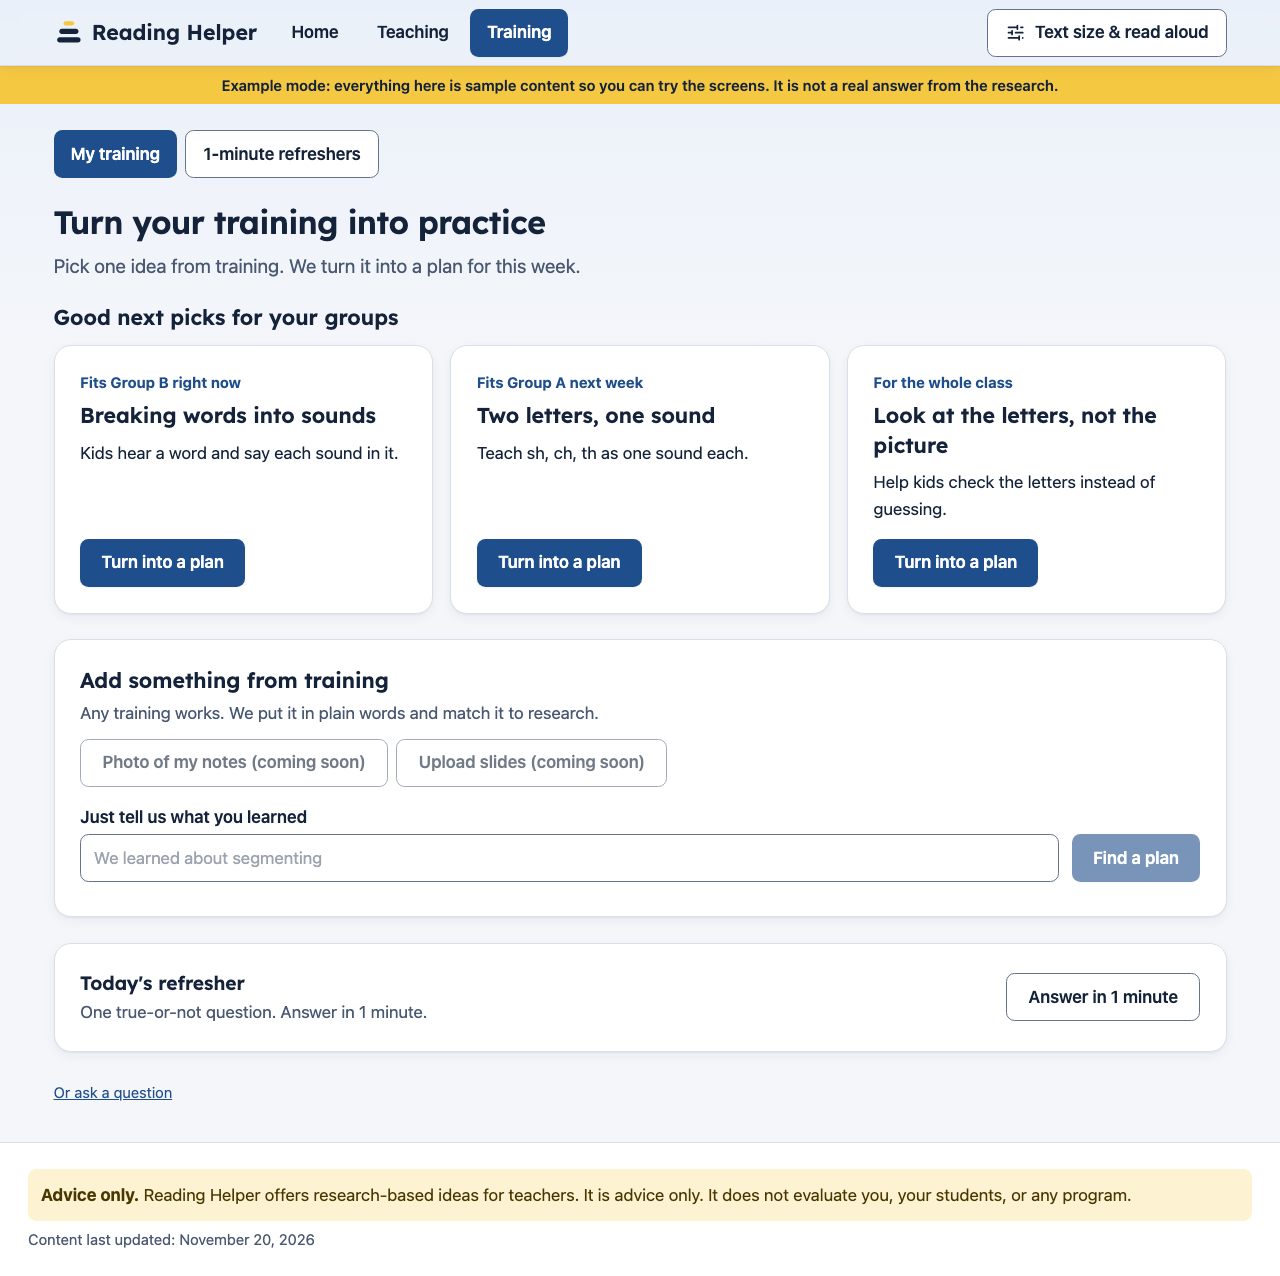 Reading Helper
Home
Teaching
Training
Text size & read aloud
Example mode: everything here is sample content so you can try the screens. It is not a real answer from the research.
My training
1-minute refreshers
Turn your training into practice
Pick one idea from training. We turn it into a plan for this week.
Good next picks for your groups
Fits Group B right now
Breaking words into sounds
Kids hear a word and say each sound in it.
Turn into a plan
Fits Group A next week
Two letters, one sound
Teach sh, ch, th as one sound each.
Turn into a plan
For the whole class
Look at the letters, not the
picture
Help kids check the letters instead of
guessing.
Turn into a plan
Add something from training
Any training works. We put it in plain words and match it to research.
Photo of my notes (coming soon)
Upload slides (coming soon)
Just tell us what you learned
We learned about segmenting
Find a plan
Today's refresher
One true-or-not question. Answer in 1 minute.
Answer in 1 minute
Or ask a question
Advice only. Reading Helper offers research-based ideas for teachers. It is advice only. It does not evaluate you, your students, or any program.
Content last updated: November 20, 2026